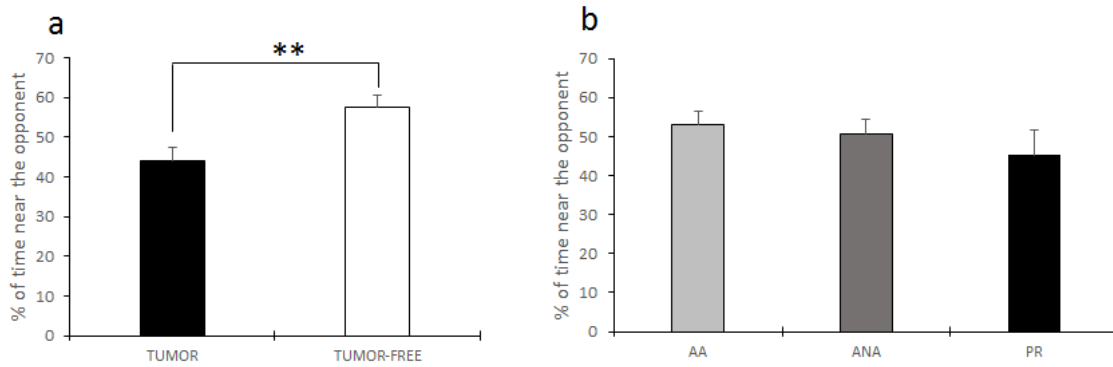 a
**
% of time near the opponent
70
60
50
40
30
20
10
0
TUMOR TUMOR-FREE
b
% of time near the opponent
70
60
50
40
30
20
10
0
AA ANA PR